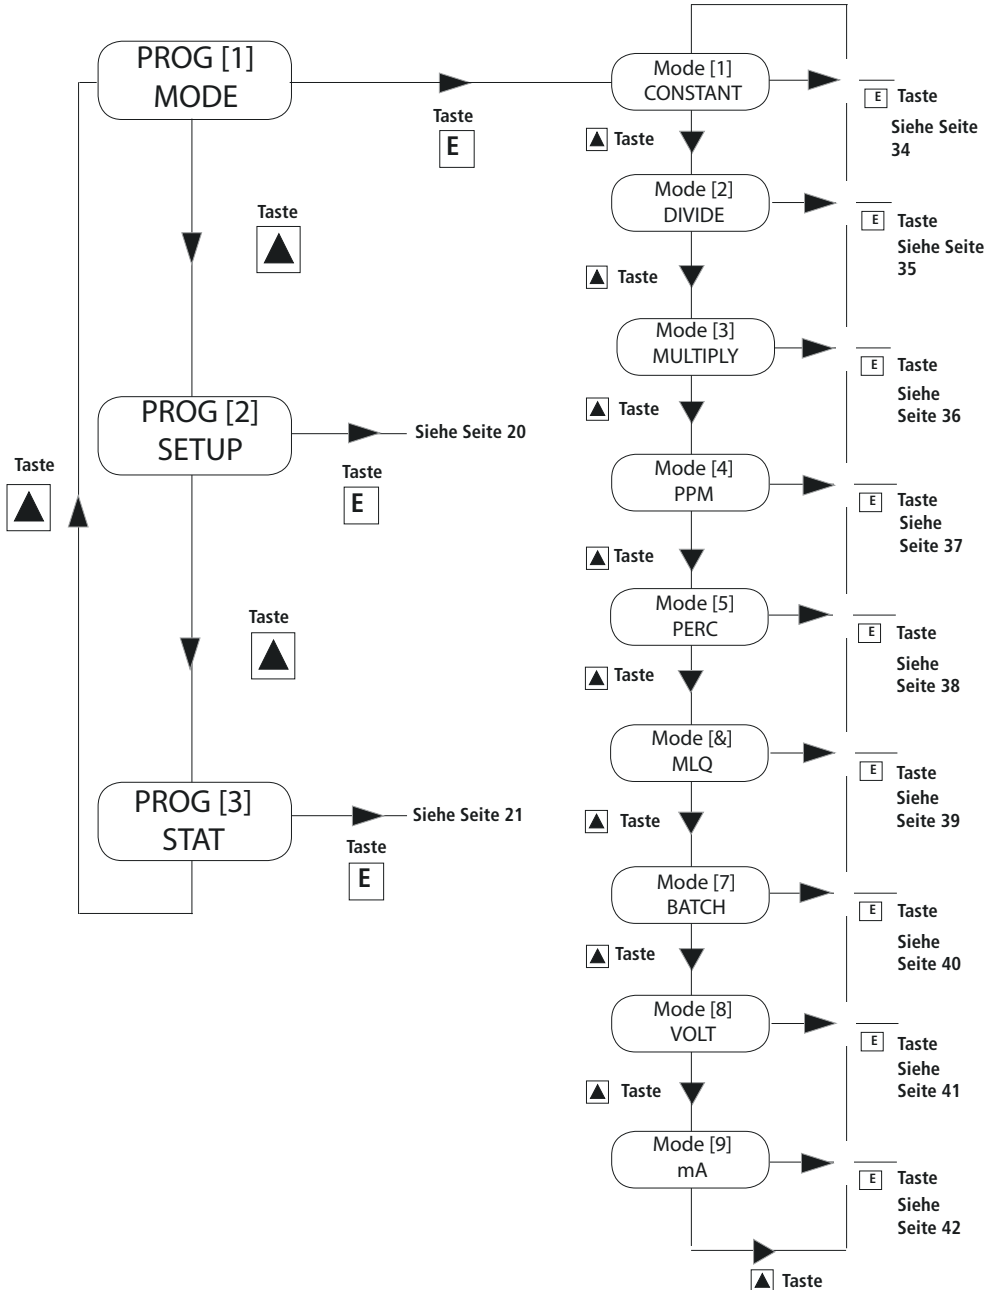 PROG [1]
MODE
Taste
E
Taste
PROG [2]
SETUP
Siehe Seite 20
Taste
E
Taste
Taste
PROG [3]
STAT
Siehe Seite 21
Taste
E
Mode [1]
CONSTANT
E Taste
Siehe Seite
34
Taste
Mode [2]
DIVIDE
E Taste
Siehe Seite
35
Taste
Mode [3]
MULTIPLY
E Taste
Siehe
Seite 36
Taste
Mode [4]
PPM
E Taste
Siehe
Seite 37
Taste
Mode [5]
PERC
E Taste
Siehe
Seite 38
Taste
Mode [&]
MLQ
E Taste
Siehe
Seite 39
Taste
Mode [7]
BATCH
E Taste
Siehe
Seite 40
Taste
Mode [8]
VOLT
E Taste
Siehe
Seite 41
Taste
Mode [9]
mA
E Taste
Siehe
Seite 42
Taste